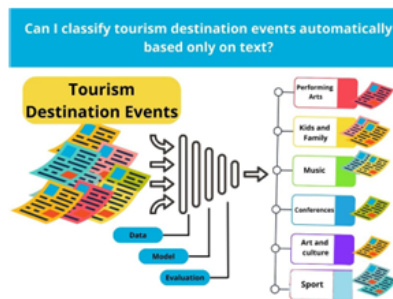 Can I classify tourism destination events automatically
based only on text?
Tourism
Destination Events
Data
Model
Evaluation
Performing
Arts
Kids and
Family
Music
Conferences
Art and
culture
Sport